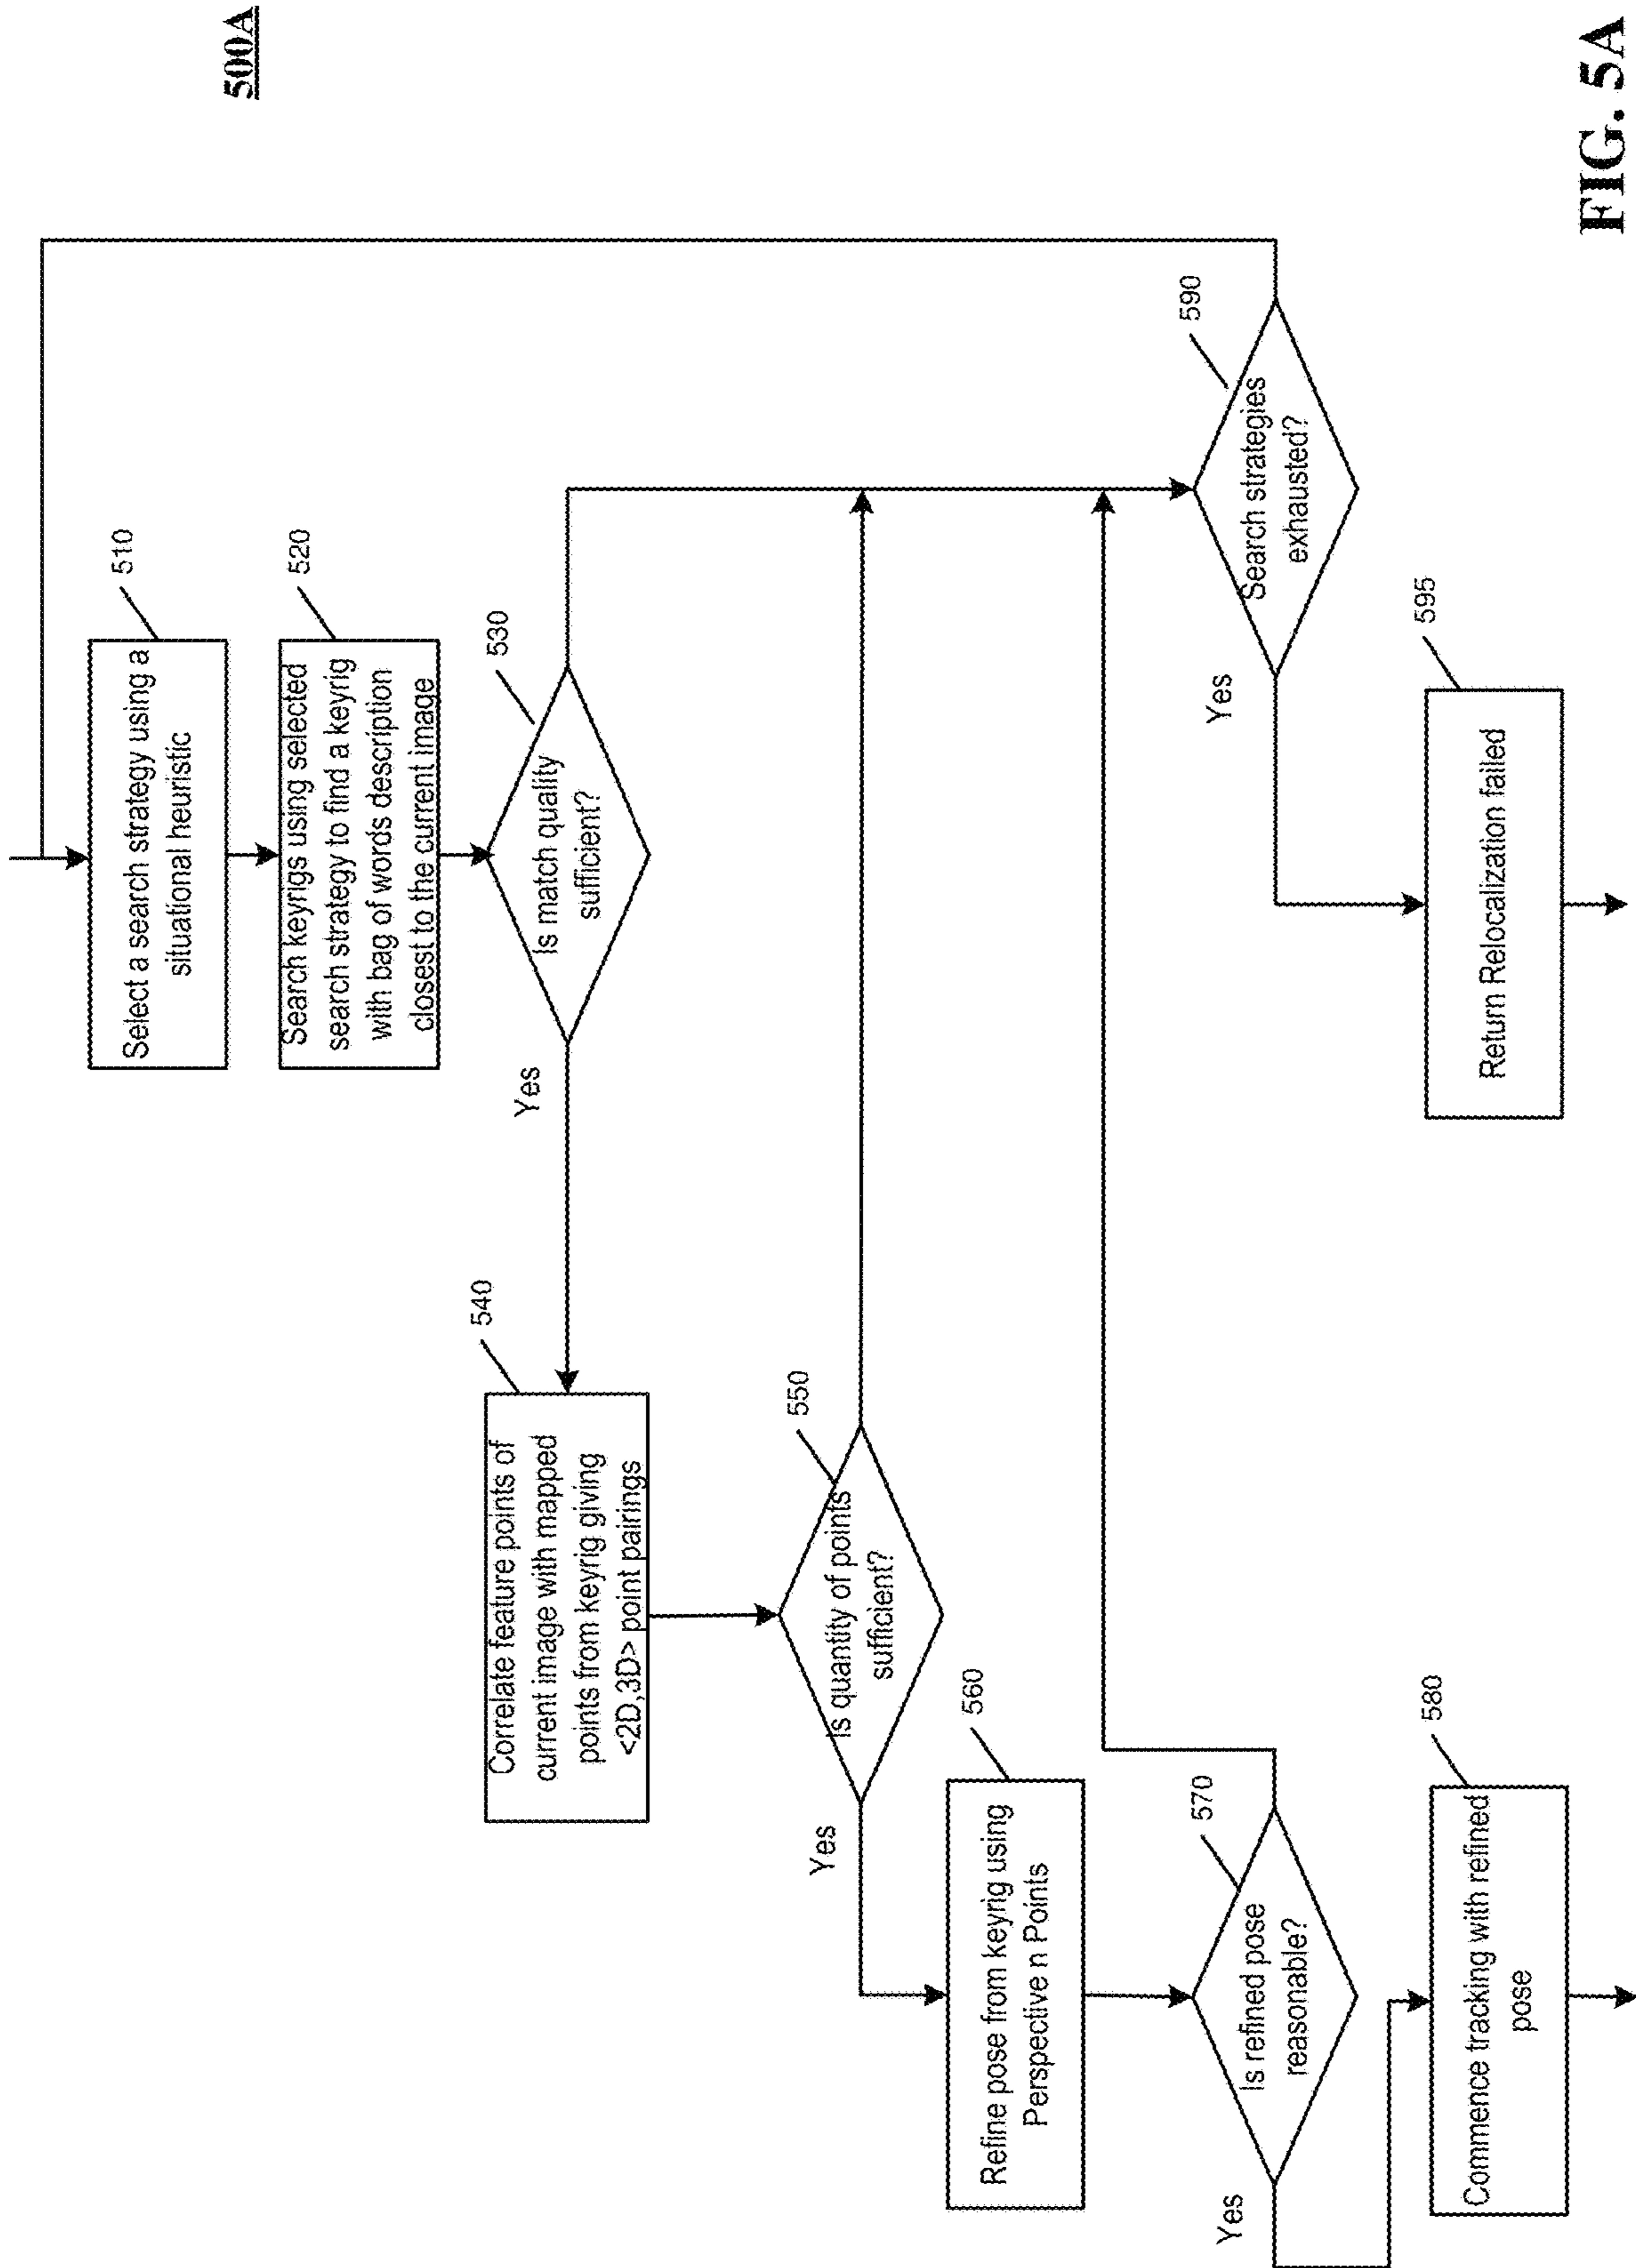 500A
510
Select a search strategy using a
situational heuristic
520
Search keyrigs using selected
search strategy to find a keyrig
with bag of words description
closest to the current image
530
Is match quality
sufficient?
Yes
540
Correlate feature points of
current image with mapped
points from keyrig giving
<2D,3D> point pairings
550
Is quantity of points
sufficient?
Yes
560
Refine pose from keyrig using
Perspective n Points
570
Is refined pose
reasonable?
Yes
580
Commence tracking with refined
pose
590
Search strategies
exhausted?
Yes
595
Return Relocalization failed
FIG. 5A